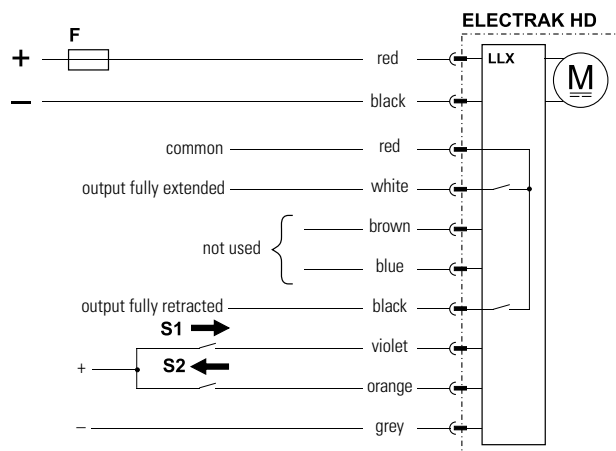 ELECTRAK HD
F
+ red LLX M
– black
common red
output fully extended white
brown
not used
blue
output fully retracted black
S1
violet
+ S2
orange
– grey